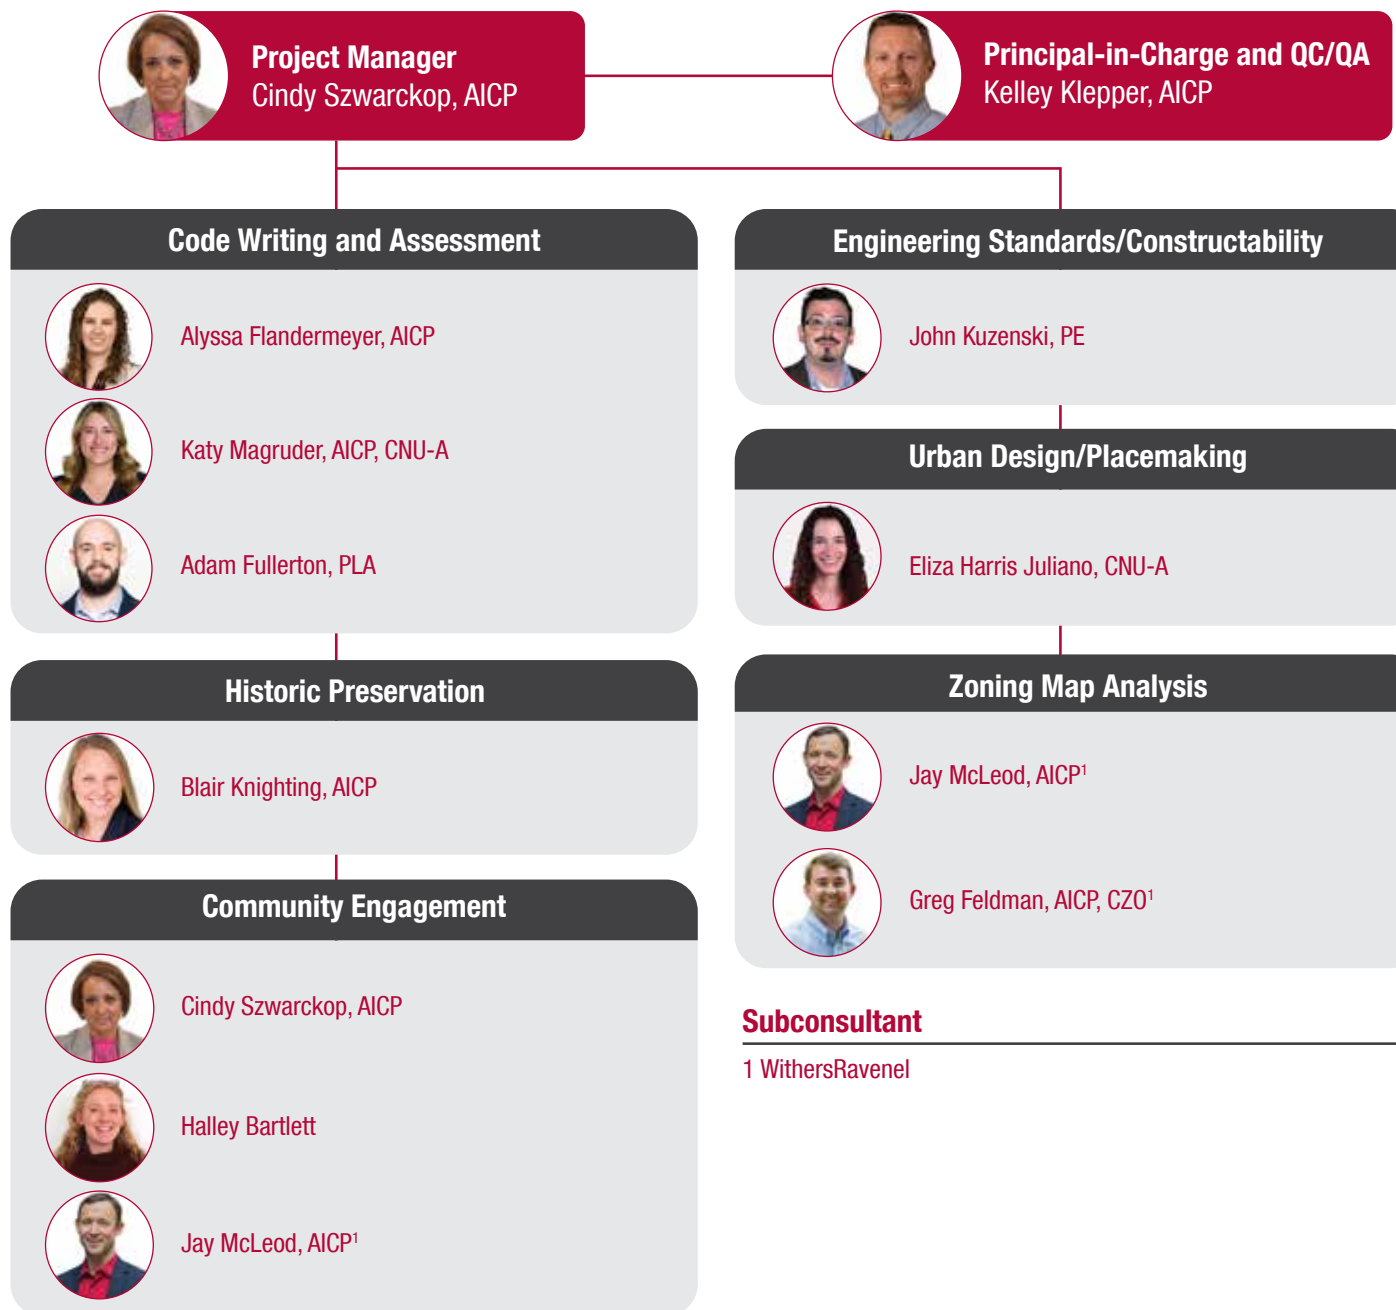 Project Manager
Cindy Szwarckop, AICP
Principal-in-Charge and QC/QA
Kelley Klepper, AICP
Code Writing and Assessment
Alyssa Flandermeyer, AICP
Katy Magruder, AICP, CNU-A
Adam Fullerton, PLA
Historic Preservation
Blair Knighting, AICP
Community Engagement
Cindy Szwarckop, AICP
Halley Bartlett
Jay McLeod, AICP¹
Engineering Standards/Constructability
John Kuzenski, PE
Urban Design/Placemaking
Eliza Harris Juliano, CNU-A
Zoning Map Analysis
Jay McLeod, AICP¹
Greg Feldman, AICP, CZO¹
Subconsultant
1 WithersRavenel